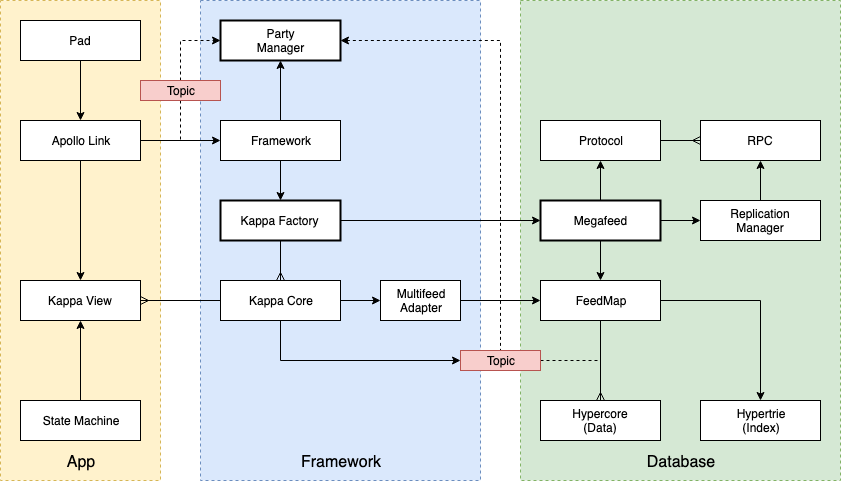 Pad
Party
Manager
Topic
Apollo Link
Framework
Protocol
RPC
Kappa Factory
Megafeed
Replication
Manager
Kappa View
Kappa Core
Multifeed
Adapter
FeedMap
Topic
State Machine
Hypercore
(Data)
Hypertrie
(Index)
App
Framework
Database